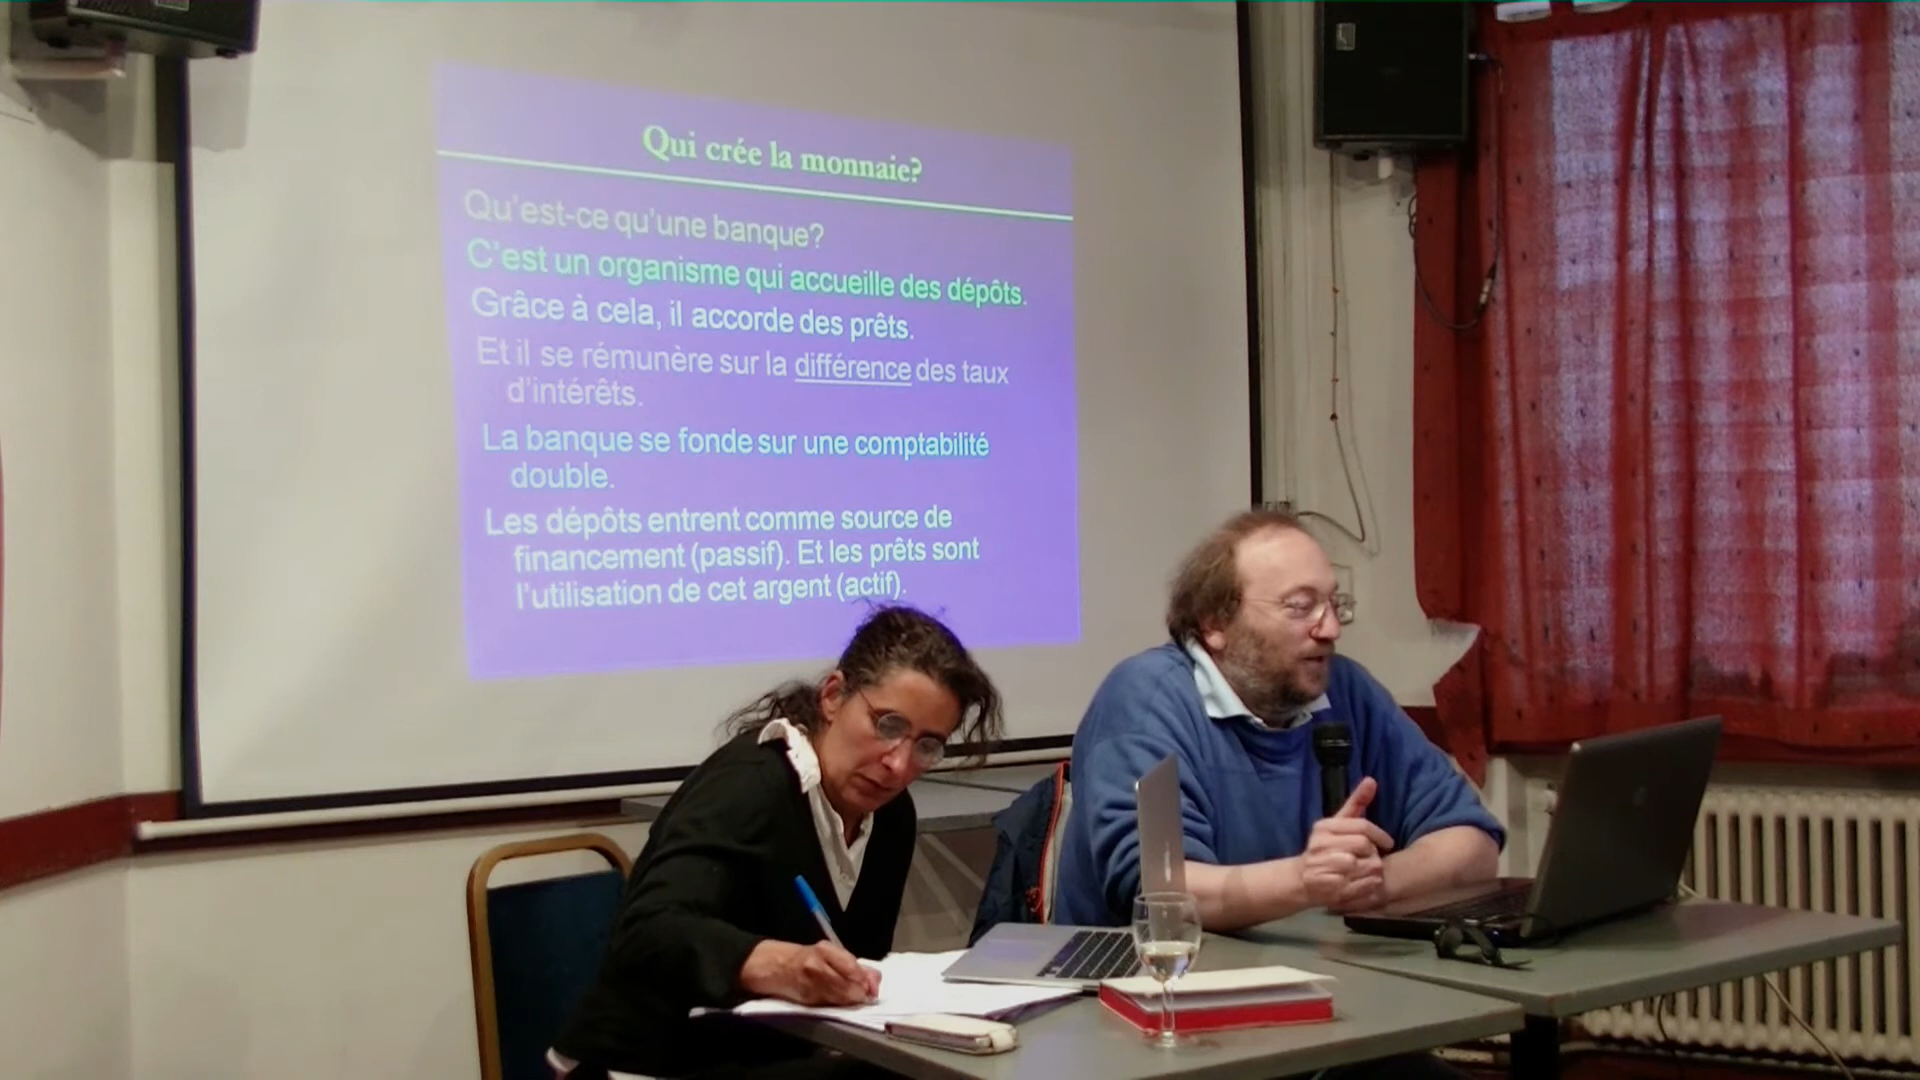 Qui crée la monnaie?
Qu'est-ce qu'une banque?
C'est un organisme qui accueille des dépôts.
Grâce à cela, il accorde des prêts.
Et il se rémunère sur la différence des taux
d'intérêts.
La banque se fonde sur une comptabilité
double.
Les dépôts entrent comme source de
financement (passif). Et les prêts sont
l'utilisation de cet argent (actif).